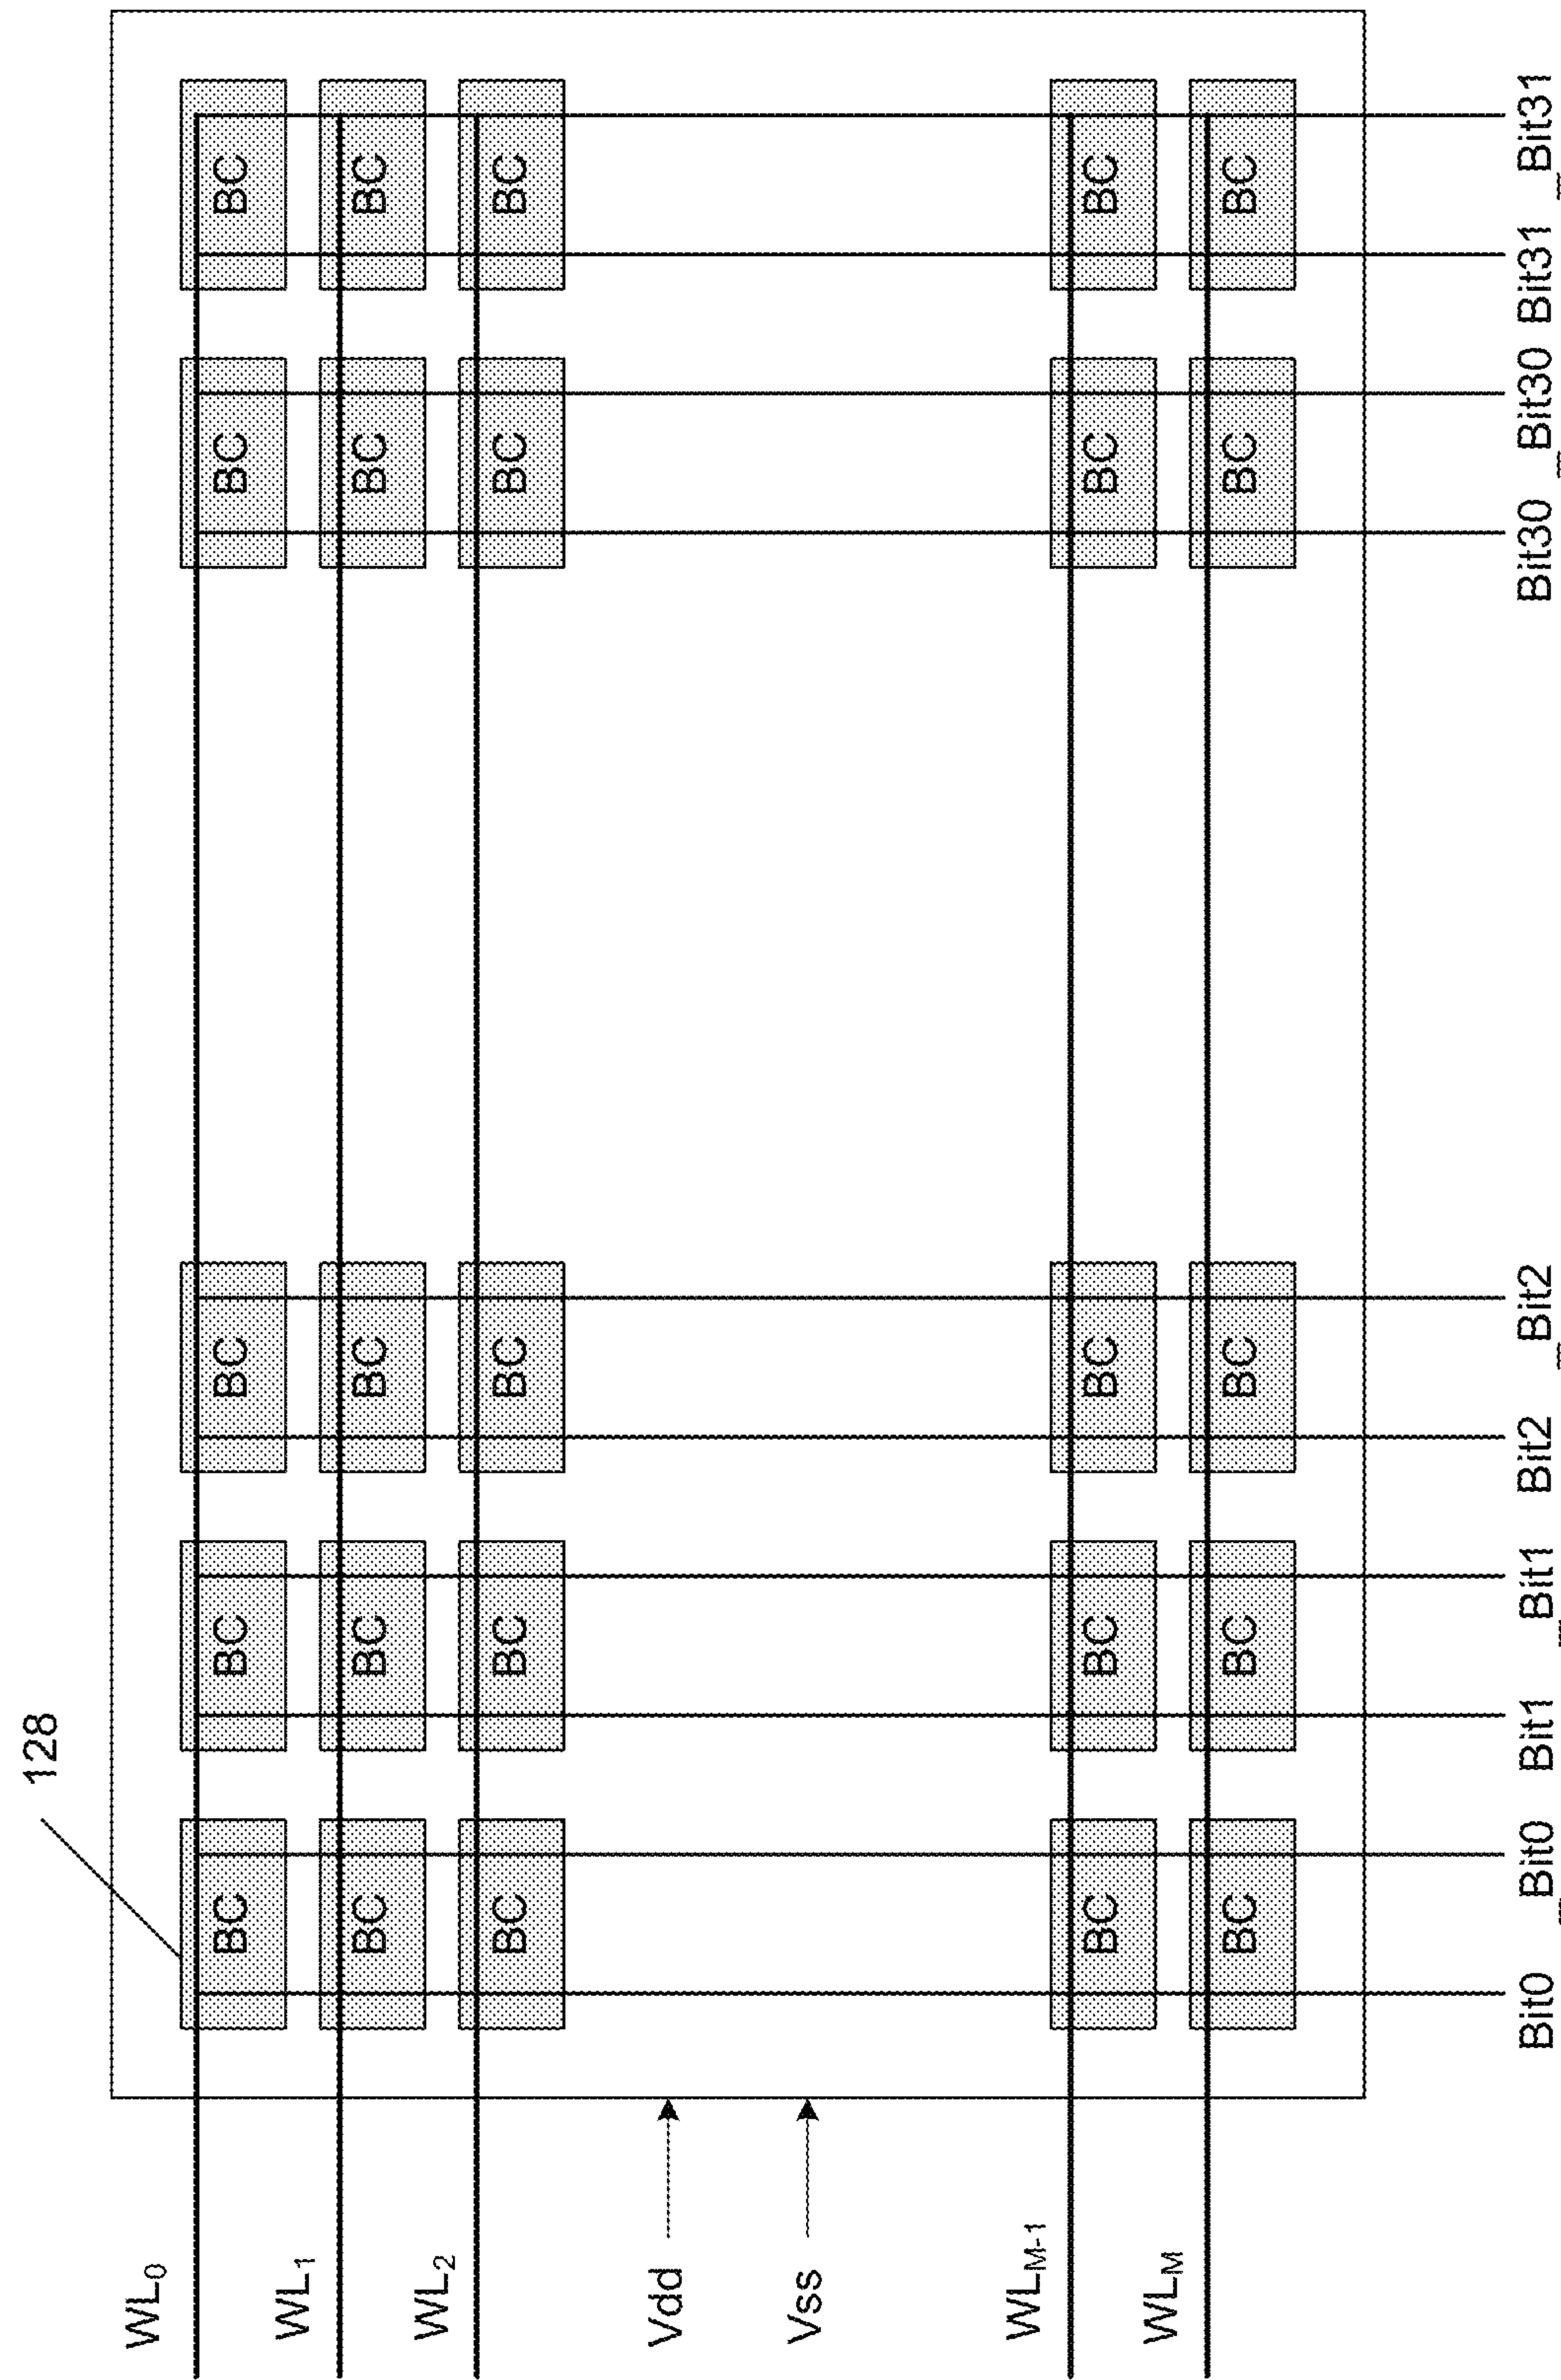 128
WL₀ BC BC BC BC BC
WL₁ BC BC BC BC BC
WL₂ BC BC BC BC BC
Vdd
Vss
WL_M-1 BC BC BC BC BC
WL_M BC BC BC BC BC
Bit0 _Bit0 Bit1 _Bit1 Bit2 _Bit2 Bit30 _Bit30 Bit31 _Bit31